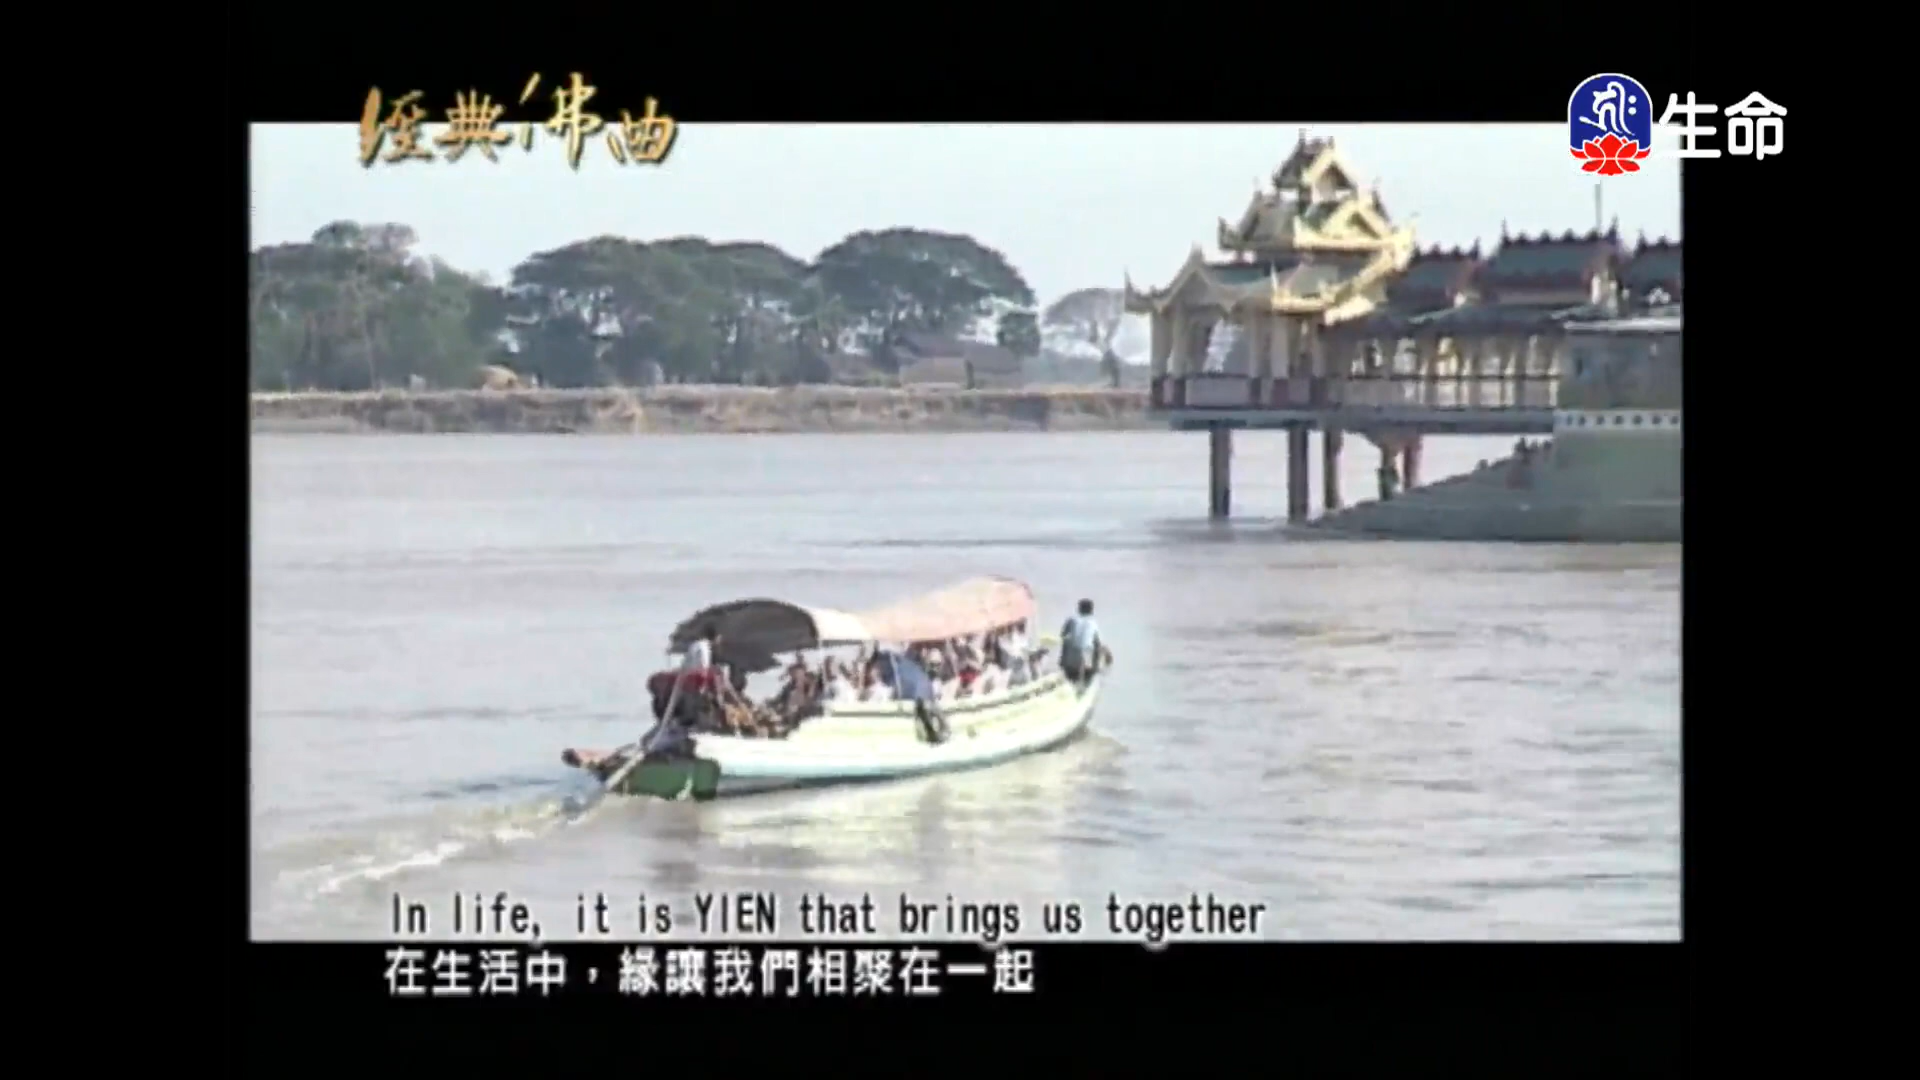 經典佛曲
生命
In life, it is YIEN that brings us together
在生活中，緣讓我們相聚在一起